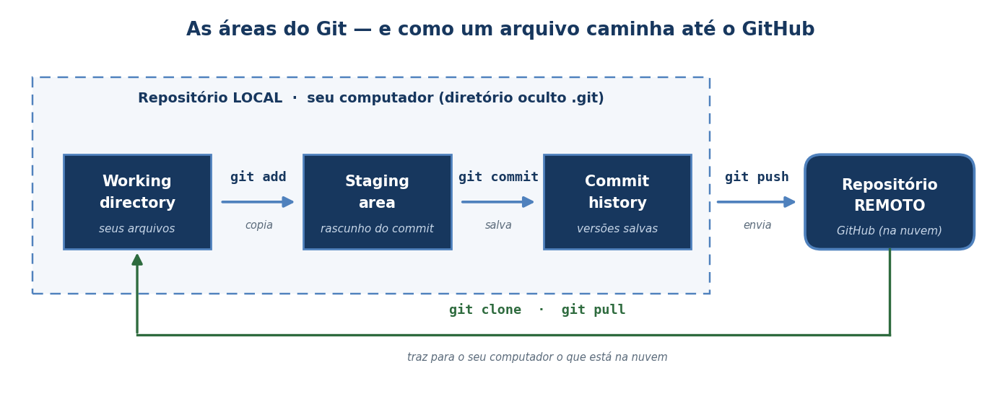 As áreas do Git — e como um arquivo caminha até o GitHub
Repositório LOCAL · seu computador (diretório oculto .git)
Working
directory
seus arquivos
git add
copia
Staging
area
rascunho do commit
git commit
salva
Commit
history
versões salvas
git push
envia
Repositório
REMOTO
GitHub (na nuvem)
git clone · git pull
traz para o seu computador o que está na nuvem